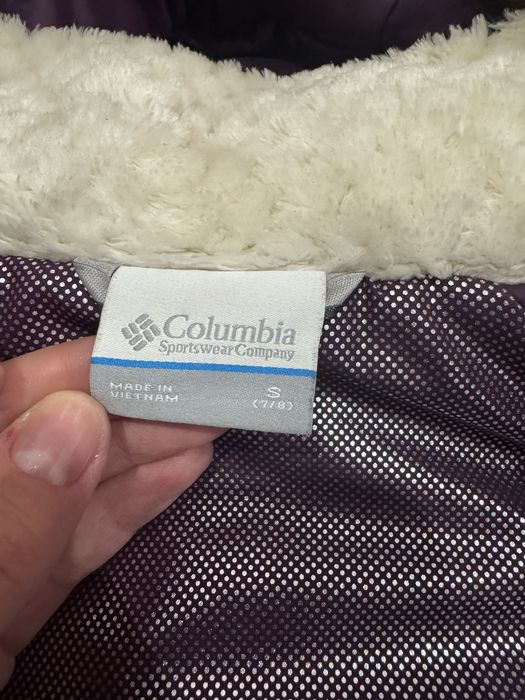 Columbia
Sportswear Company
MADE IN
VIETNAM
S
(7/8)